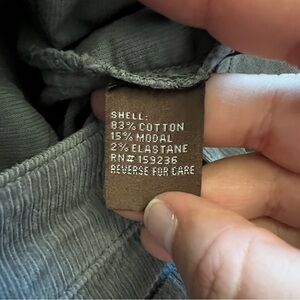 SHELL:
83% COTTON
15% MODAL
2% ELASTANE
RN# 159236
REVERSE FOR CARE